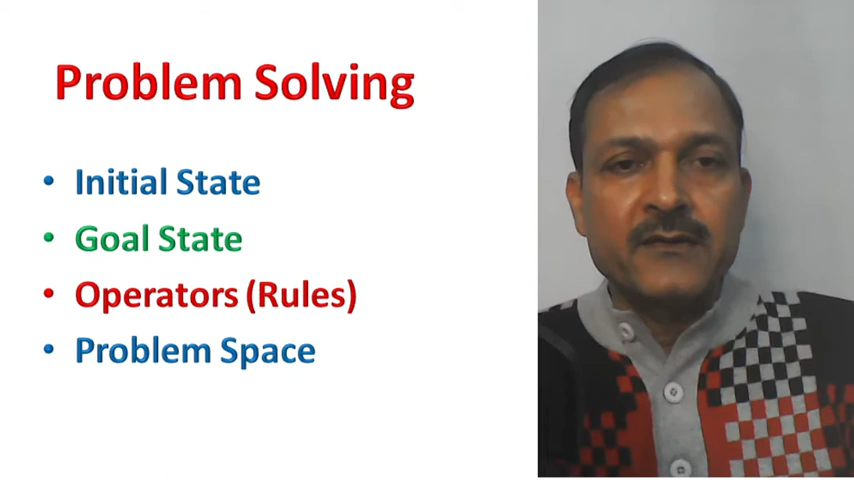 Problem Solving
• Initial State
• Goal State
• Operators (Rules)
• Problem Space